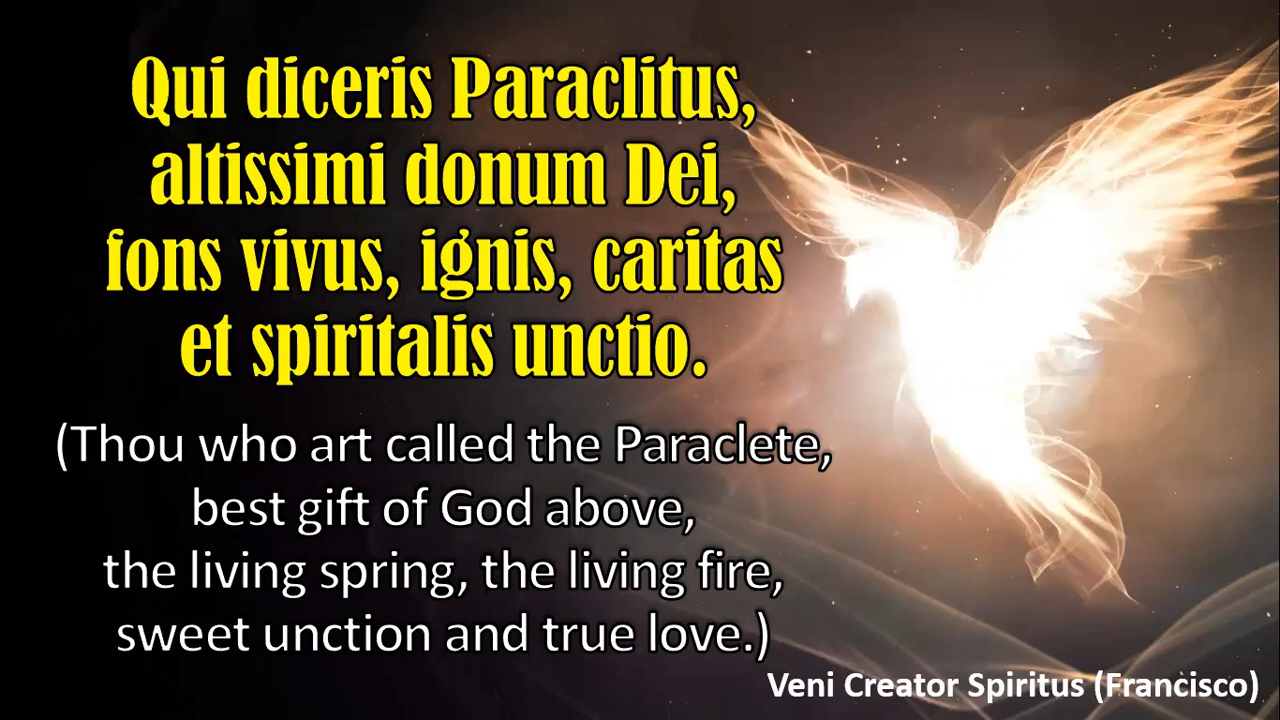 Qui diceris Paraclitus,
altissimi donum Dei,
fons vivus, ignis, caritas
et spiritalis unctio.
(Thou who art called the Paraclete,
best gift of God above,
the living spring, the living fire,
sweet unction and true love.)
Veni Creator Spiritus (Francisco)